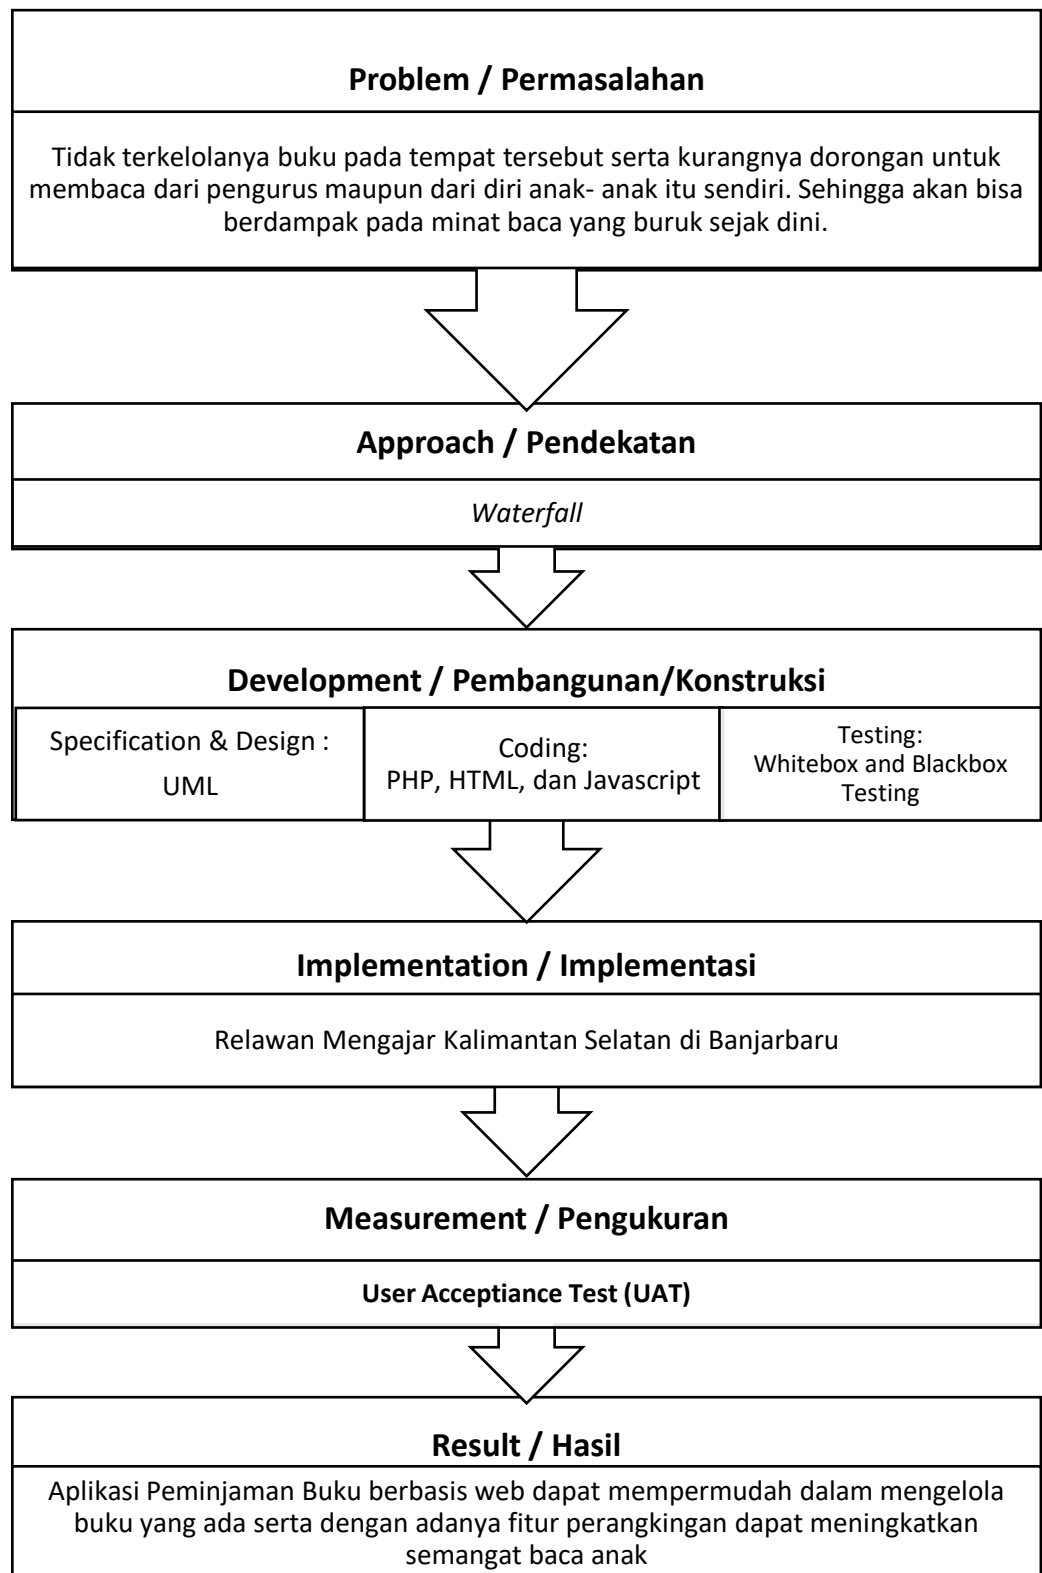 Problem / Permasalahan
Tidak terkelolanya buku pada tempat tersebut serta kurangnya dorongan untuk
membaca dari pengurus maupun dari diri anak- anak itu sendiri. Sehingga akan bisa
berdampak pada minat baca yang buruk sejak dini.
Approach / Pendekatan
Waterfall
Development / Pembangunan/Konstruksi
Specification & Design :
UML
Coding:
PHP, HTML, dan Javascript
Testing:
Whitebox and Blackbox
Testing
Implementation / Implementasi
Relawan Mengajar Kalimantan Selatan di Banjarbaru
Measurement / Pengukuran
User Acceptiance Test (UAT)
Result / Hasil
Aplikasi Peminjaman Buku berbasis web dapat mempermudah dalam mengelola
buku yang ada serta dengan adanya fitur perangkingan dapat meningkatkan
semangat baca anak